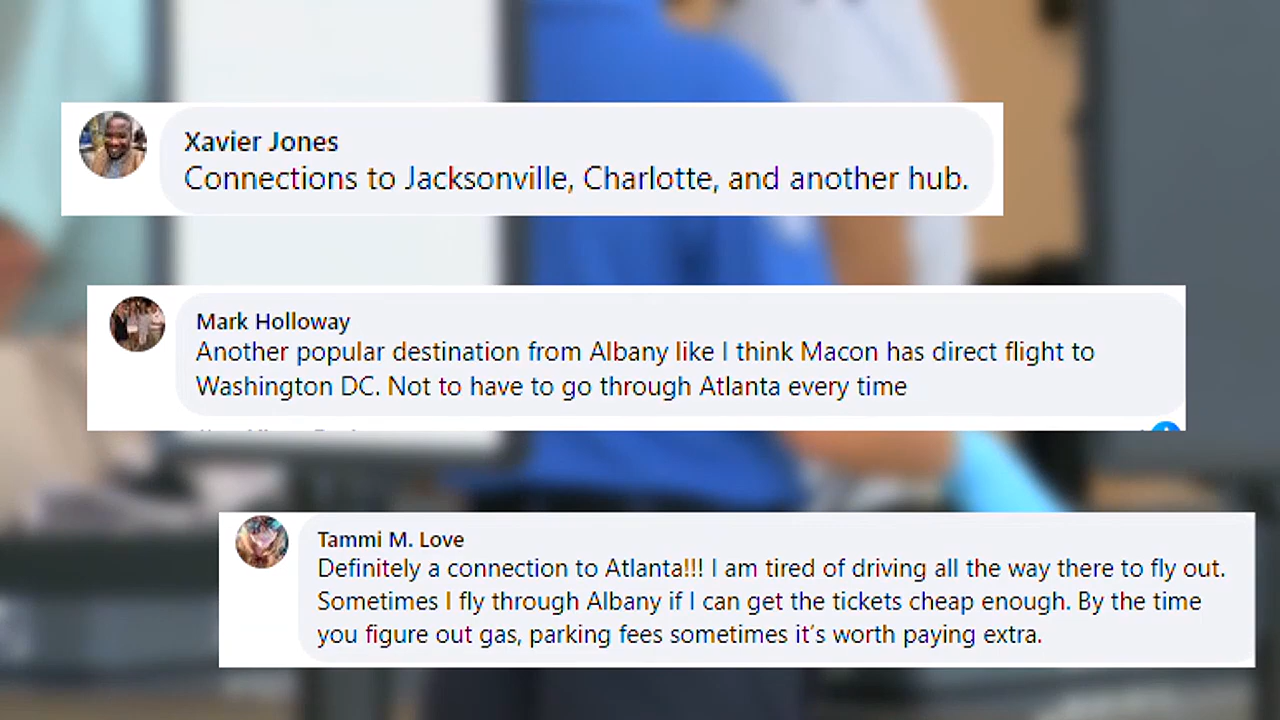 Xavier Jones
Connections to Jacksonville, Charlotte, and another hub.
Mark Holloway
Another popular destination from Albany like I think Macon has direct flight to
Washington DC. Not to have to go through Atlanta every time
Tammi M. Love
Definitely a connection to Atlanta!!! I am tired of driving all the way there to fly out.
Sometimes I fly through Albany if I can get the tickets cheap enough. By the time
you figure out gas, parking fees sometimes it's worth paying extra.